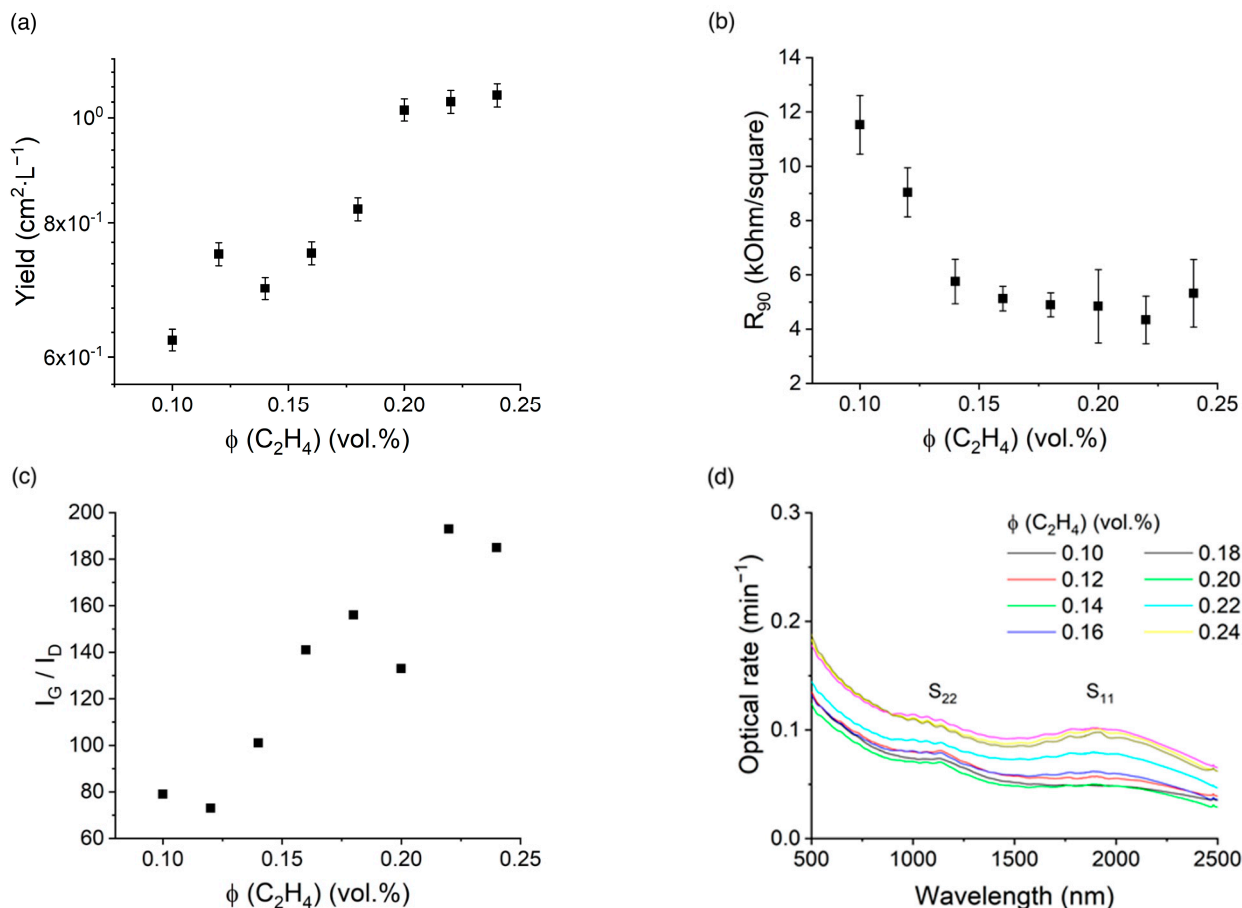 (a)
Yield (cm²·L⁻¹)
10⁰
8x10⁻¹
6x10⁻¹
0.10 0.15 0.20 0.25
ϕ (C₂H₄) (vol.%)
(b)
R₉₀ (kOhm/square)
14
12
10
8
6
4
2
0.10 0.15 0.20 0.25
ϕ (C₂H₄) (vol.%)
(c)
I_G / I_D
200
180
160
140
120
100
80
60
0.10 0.15 0.20 0.25
ϕ (C₂H₄) (vol.%)
(d)
Optical rate (min⁻¹)
0.3
0.2
0.1
0.0
ϕ (C₂H₄) (vol.%)
0.10 0.18
0.12 0.20
0.14 0.22
0.16 0.24
S₂₂ S₁₁
500 1000 1500 2000 2500
Wavelength (nm)